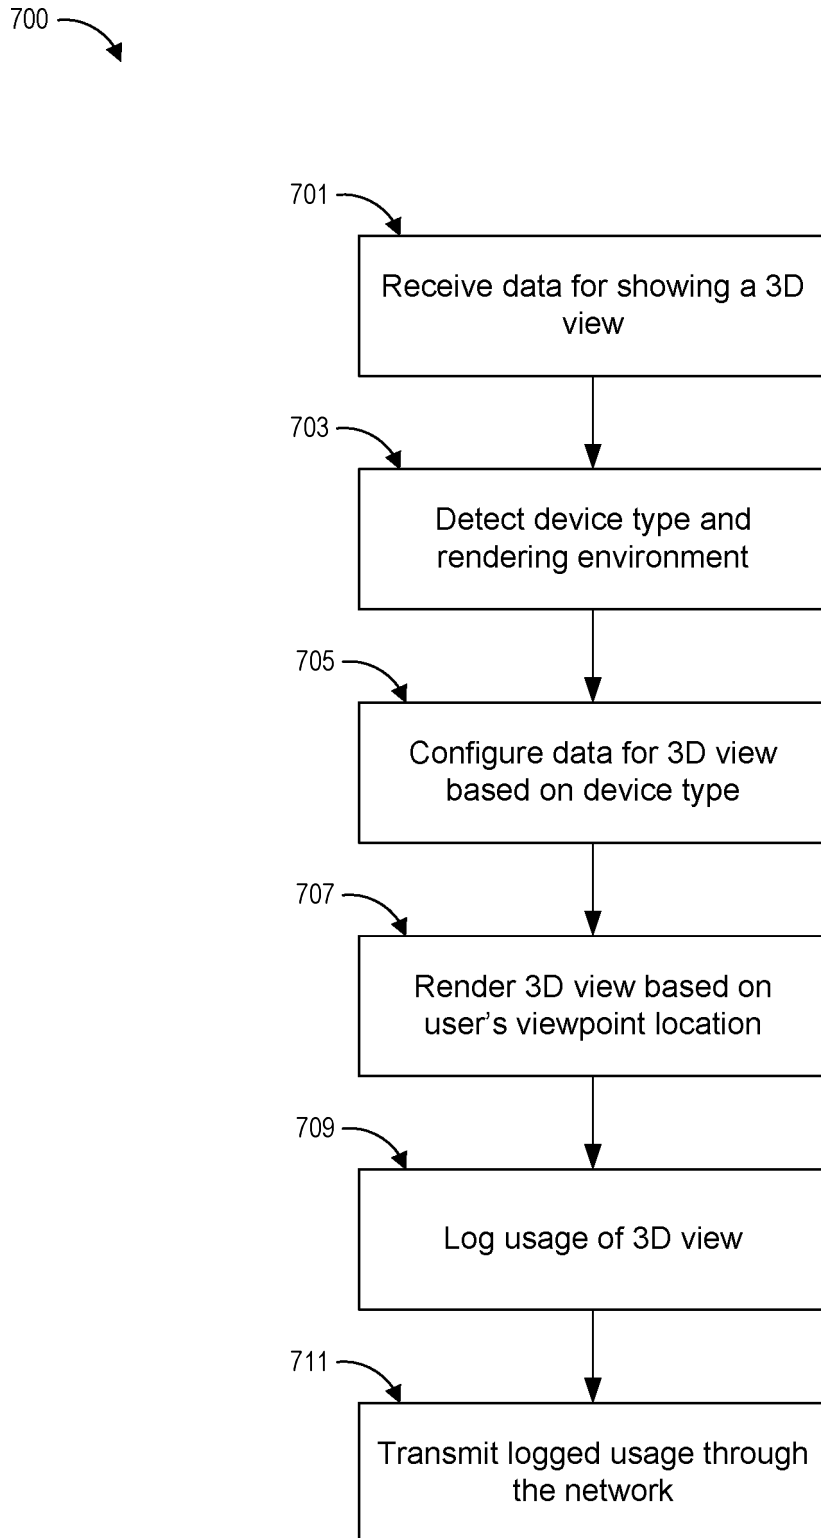 700
701
Receive data for showing a 3D
view
703
Detect device type and
rendering environment
705
Configure data for 3D view
based on device type
707
Render 3D view based on
user’s viewpoint location
709
Log usage of 3D view
711
Transmit logged usage through
the network